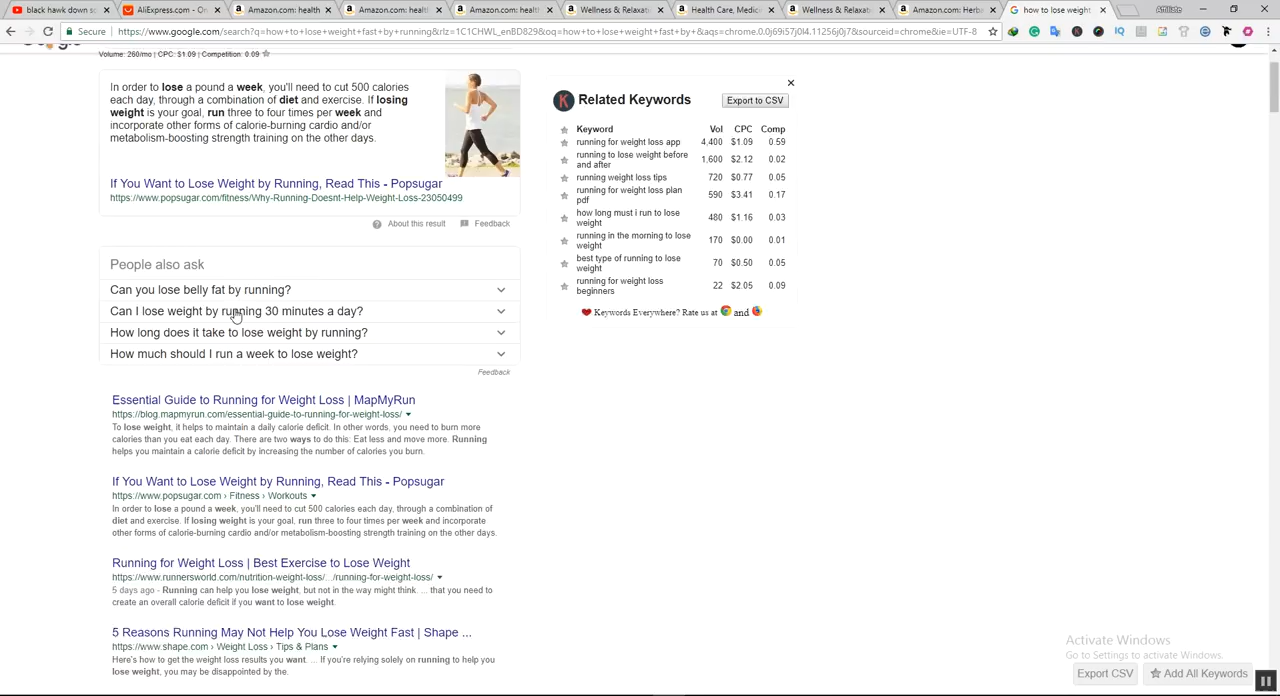 black hawk down so
AliExpress.com - On
Amazon.com: health
Amazon.com: health
Amazon.com: healt
Wellness & Relaxati
Health Care, Medici
Wellness & Relaxati
Amazon.com: Herba
how to lose weight
Affiliate
Secure
https://www.google.com/search?q=how+to+lose+weight+fast+by+running&rlz=1C1CHWL_enBD829&oq=how+to+lose+weight+fast+by+&aqs=chrome.0.0j69i57j0l4.11256j0j7&sourceid=chrome&ie=UTF-8
Volume: 260/mo | CPC: $1.09 | Competition: 0.09
In order to lose a pound a week, you'll need to cut 500 calories
each day, through a combination of diet and exercise. If losing
weight is your goal, run three to four times per week and
incorporate other forms of calorie-burning cardio and/or
metabolism-boosting strength training on the other days.
If You Want to Lose Weight by Running, Read This - Popsugar
https://www.popsugar.com/fitness/Why-Running-Doesnt-Help-Weight-Loss-23050499
About this result Feedback
People also ask
Can you lose belly fat by running?
Can I lose weight by running 30 minutes a day?
How long does it take to lose weight by running?
How much should I run a week to lose weight?
Feedback
Essential Guide to Running for Weight Loss | MapMyRun
https://blog.mapmyrun.com/essential-guide-to-running-for-weight-loss/
To lose weight, it helps to maintain a daily calorie deficit. In other words, you need to burn more
calories than you eat each day. There are two ways to do this: Eat less and move more. Running
helps you maintain a calorie deficit by increasing the number of calories you burn.
If You Want to Lose Weight by Running, Read This - Popsugar
https://www.popsugar.com › Fitness › Workouts
In order to lose a pound a week, you'll need to cut 500 calories each day, through a combination of
diet and exercise. If losing weight is your goal, run three to four times per week and incorporate
other forms of calorie-burning cardio and/or metabolism-boosting strength training on the other days.
Running for Weight Loss | Best Exercise to Lose Weight
https://www.runnersworld.com/nutrition-weight-loss/.../running-for-weight-loss/
5 days ago - Running can help you lose weight, but not in the way might think. ... that you need to
create an overall calorie deficit if you want to lose weight.
5 Reasons Running May Not Help You Lose Weight Fast | Shape ...
https://www.shape.com › Weight Loss › Tips & Plans
Here's how to get the weight loss results you want. ... If you're relying solely on running to help you
lose weight, you may be disappointed by the.
K Related Keywords Export to CSV
Keyword Vol CPC Comp
running for weight loss app 4,400 $1.09 0.59
running to lose weight before
and after 1,600 $2.12 0.02
running weight loss tips 720 $0.77 0.05
running for weight loss plan
pdf 590 $3.41 0.17
how long must i run to lose
weight 480 $1.16 0.03
running in the morning to lose
weight 170 $0.00 0.01
best type of running to lose
weight 70 $0.50 0.05
running for weight loss
beginners 22 $2.05 0.09
Keywords Everywhere? Rate us at and
Activate Windows
Go to Settings to activate Windows.
Export CSV Add All Keywords